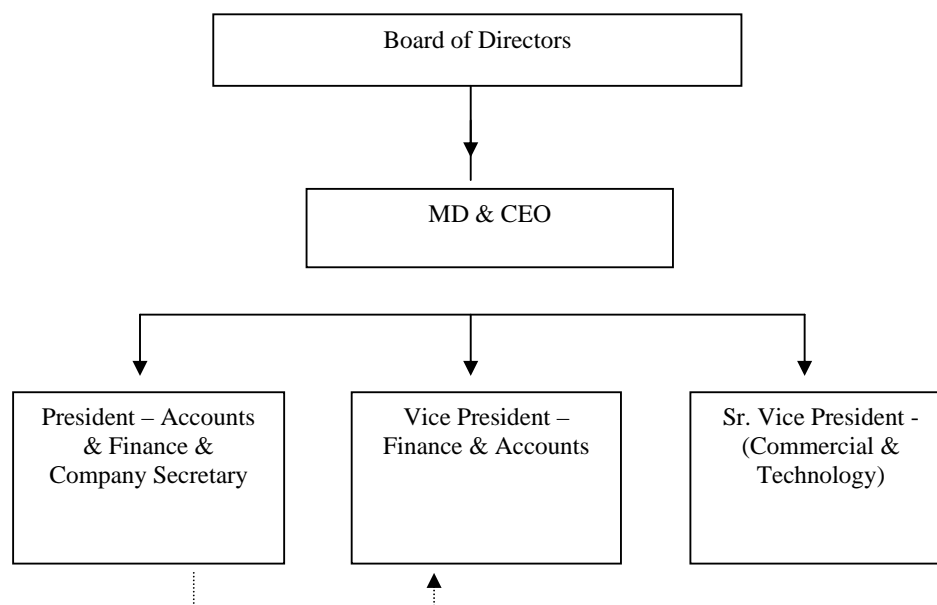 Board of Directors
MD & CEO
President – Accounts
& Finance &
Company Secretary
Vice President –
Finance & Accounts
Sr. Vice President -
(Commercial &
Technology)